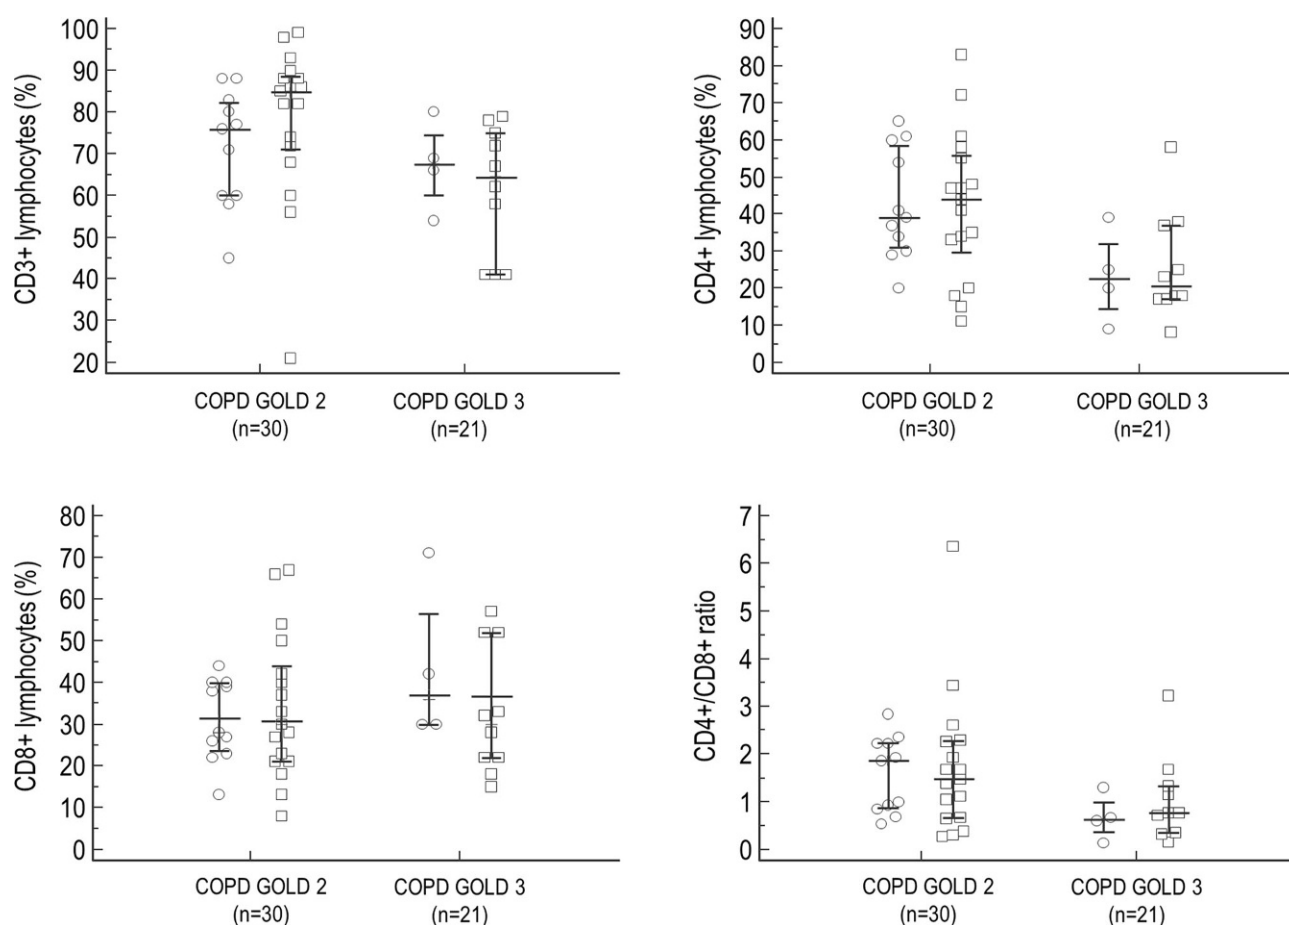 CD3+ lymphocytes (%)
100
90
80
70
60
50
40
30
20
COPD GOLD 2
(n=30)
COPD GOLD 3
(n=21)
CD4+ lymphocytes (%)
90
80
70
60
50
40
30
20
10
0
COPD GOLD 2
(n=30)
COPD GOLD 3
(n=21)
CD8+ lymphocytes (%)
80
70
60
50
40
30
20
10
0
COPD GOLD 2
(n=30)
COPD GOLD 3
(n=21)
CD4+/CD8+ ratio
7
6
5
4
3
2
1
0
COPD GOLD 2
(n=30)
COPD GOLD 3
(n=21)